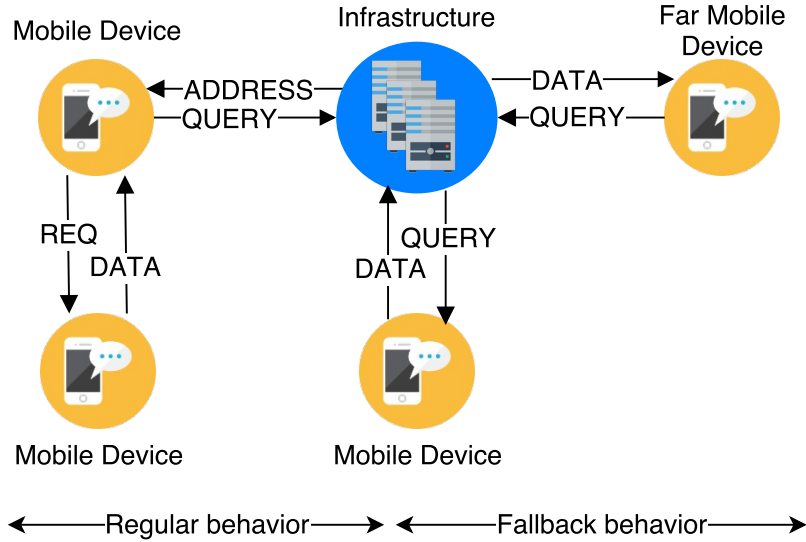 Mobile Device
Infrastructure
Far Mobile
Device
ADDRESS
QUERY
DATA
QUERY
REQ
DATA
QUERY
DATA
Mobile Device
Mobile Device
Regular behavior
Fallback behavior